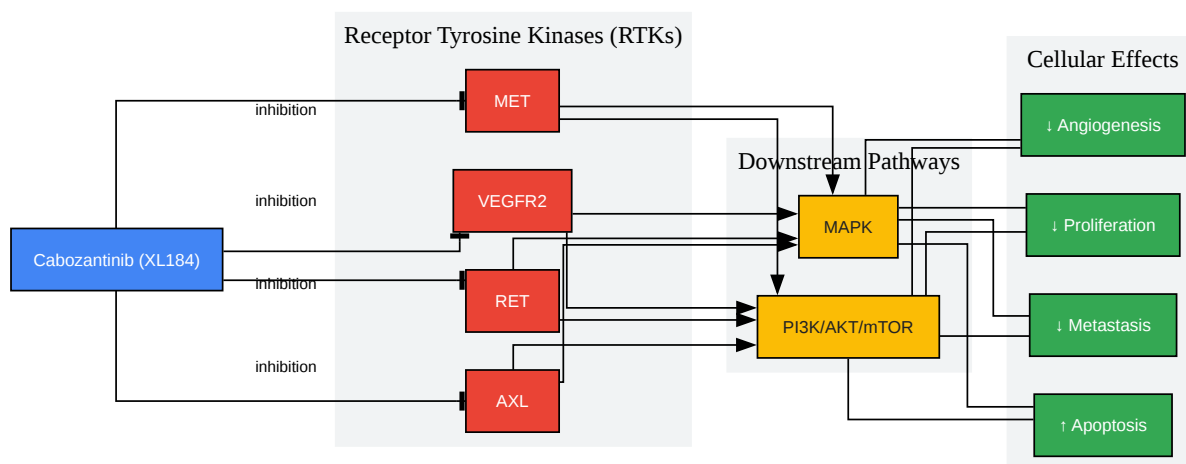 Receptor Tyrosine Kinases (RTKs)
Cellular Effects
MET
inhibition
↓ Angiogenesis
Downstream Pathways
VEGFR2
inhibition
MAPK
↓ Proliferation
Cabozantinib (XL184)
inhibition
RET
PI3K/AKT/mTOR
↓ Metastasis
inhibition
AXL
↑ Apoptosis